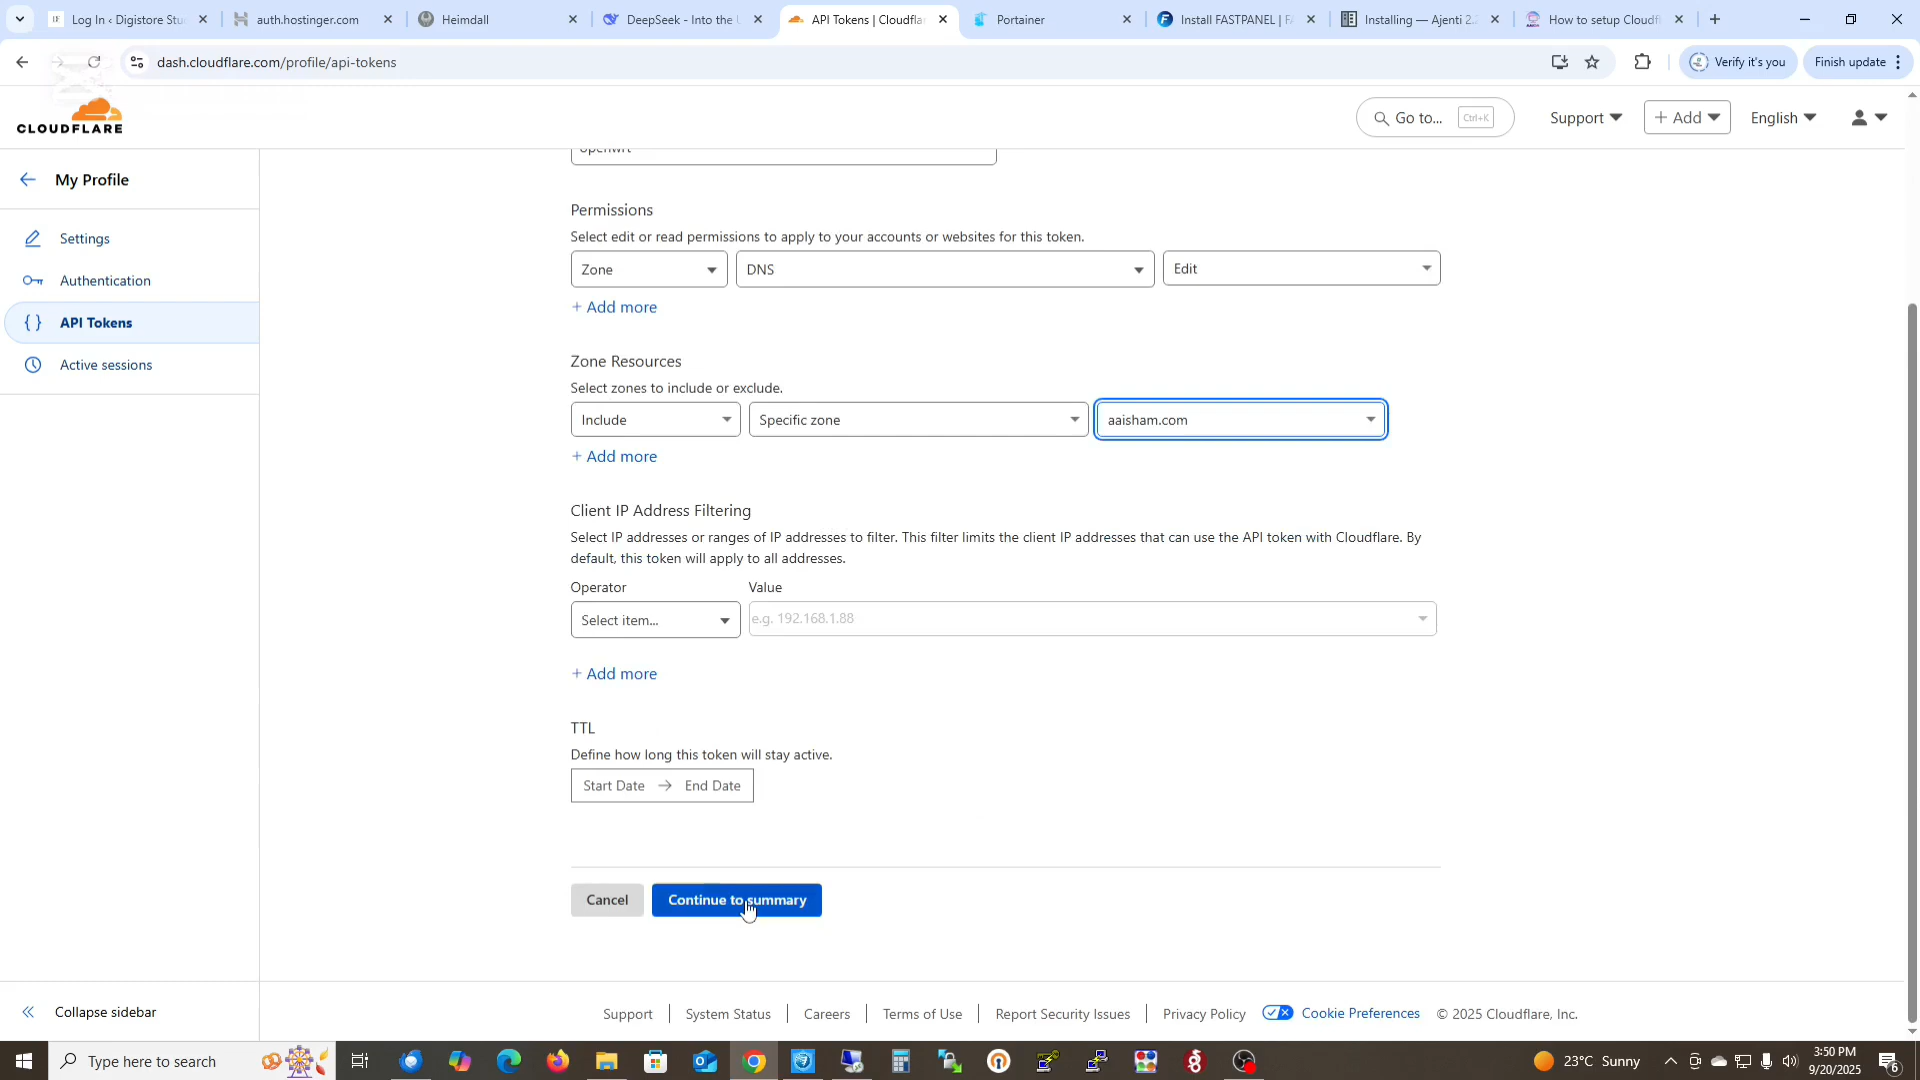 Log In < Digistore Stu
auth.hostinger.com
Heimdall
DeepSeek - Into the U
API Tokens | Cloudfla
Portainer
Install FASTPANEL | FA
Installing — Ajenti 2.
How to setup Cloudfl
dash.cloudflare.com/profile/api-tokens
Verify it's you
Finish update
CLOUDFLARE
Go to...
Ctrl+K
Support
+ Add
English
My Profile
Settings
Authentication
API Tokens
Active sessions
Permissions
Select edit or read permissions to apply to your accounts or websites for this token.
Zone
DNS
Edit
+ Add more
Zone Resources
Select zones to include or exclude.
Include
Specific zone
aaisham.com
+ Add more
Client IP Address Filtering
Select IP addresses or ranges of IP addresses to filter. This filter limits the client IP addresses that can use the API token with Cloudflare. By
default, this token will apply to all addresses.
Operator
Value
Select item...
e.g. 192.168.1.88
+ Add more
TTL
Define how long this token will stay active.
Start Date → End Date
Cancel
Continue to summary
Collapse sidebar
Support
System Status
Careers
Terms of Use
Report Security Issues
Privacy Policy
Cookie Preferences
© 2025 Cloudflare, Inc.
Type here to search
23°C Sunny
3:50 PM
9/20/2025
6